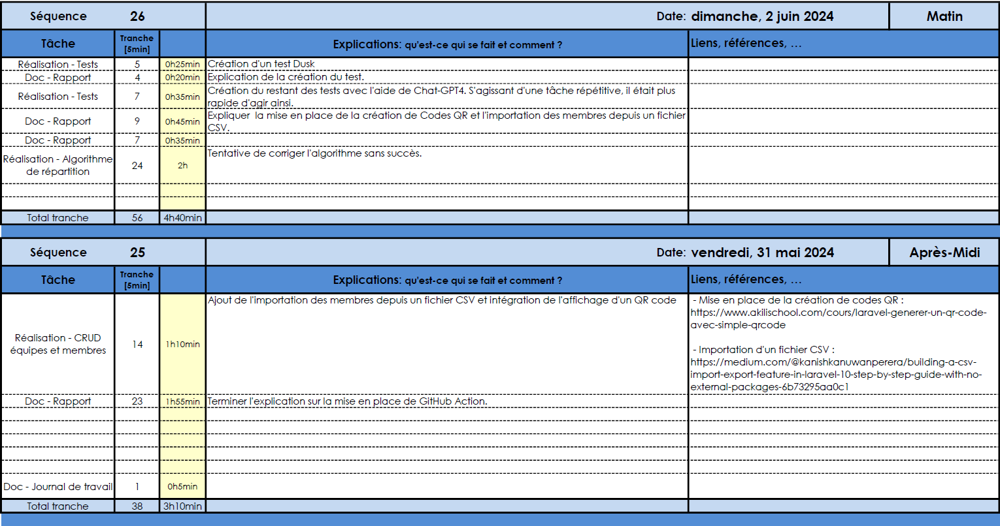 Séquence 26 Date: dimanche, 2 juin 2024 Matin
Tâche Tranche [5min] Explications: qu'est-ce qui se fait et comment ? Liens, références, …
Réalisation - Tests 5 0h25min Création d'un test Dusk
Doc - Rapport 4 0h20min Explication de la création du test.
Réalisation - Tests 7 0h35min Création du restant des tests avec l'aide de Chat-GPT4. S'agissant d'une tâche répétitive, il était plus
rapide d'agir ainsi.
Doc - Rapport 9 0h45min Expliquer  la mise en place de la création de Codes QR et l'importation des membres depuis un fichier
CSV.
Doc - Rapport 7 0h35min
Réalisation - Algorithme
de répartition 24 2h Tentative de corriger l'algorithme sans succès.
Total tranche 56 4h40min
Séquence 25 Date: vendredi, 31 mai 2024 Après-Midi
Tâche Tranche [5min] Explications: qu'est-ce qui se fait et comment ? Liens, références, …
Réalisation - CRUD
équipes et membres 14 1h10min Ajout de l'importation des membres depuis un fichier CSV et intégration de l'affichage d'un QR code
- Mise en place de la création de codes QR :
https://www.akilischool.com/cours/laravel-generer-un-qr-code-
avec-simple-qrcode
- Importation d'un fichier CSV :
https://medium.com/@kanishkanuwanperera/building-a-csv-
import-export-feature-in-laravel-10-step-by-step-guide-with-no-
external-packages-6b73295aa0c1
Doc - Rapport 23 1h55min Terminer l'explication sur la mise en place de GitHub Action.
Doc - Journal de travail 1 0h5min
Total tranche 38 3h10min